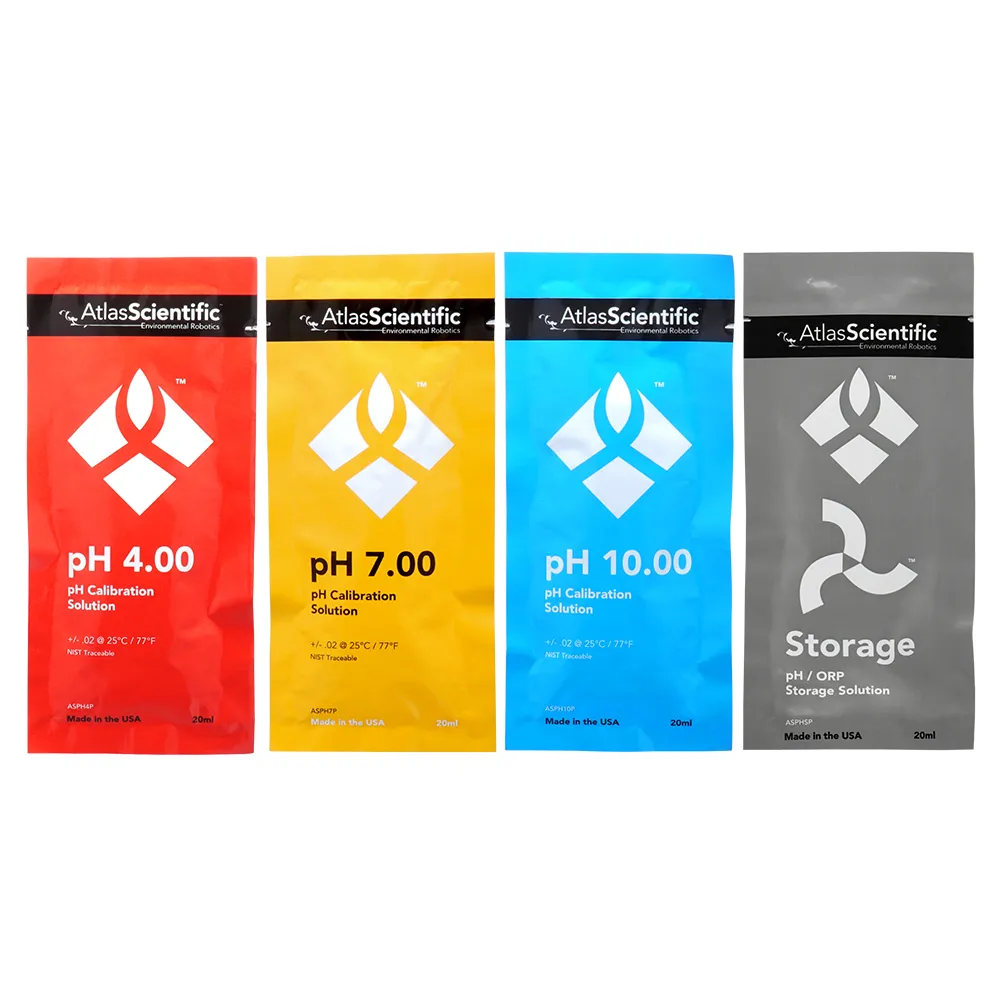 AtlasScientific™
Environmental Robotics
™
pH 4.00
pH Calibration
Solution
+/- .02 @ 25°C / 77°F
NIST Traceable
ASPH4P
Made in the USA 20ml
AtlasScientific
Environmental Robotics
™
pH 7.00
pH Calibration
Solution
+/- .02 @ 25°C / 77°F
NIST Traceable
ASPH7P
Made in the USA 20ml
AtlasScientific™
Environmental Robotics
™
pH 10.00
pH Calibration
Solution
+/- .02 @ 25°C / 77°F
NIST Traceable
ASPH10P
Made in the USA 20ml
AtlasScientific™
Environmental Robotics
™
™
Storage
pH / ORP
Storage Solution
ASPHSP
Made in the USA 20ml